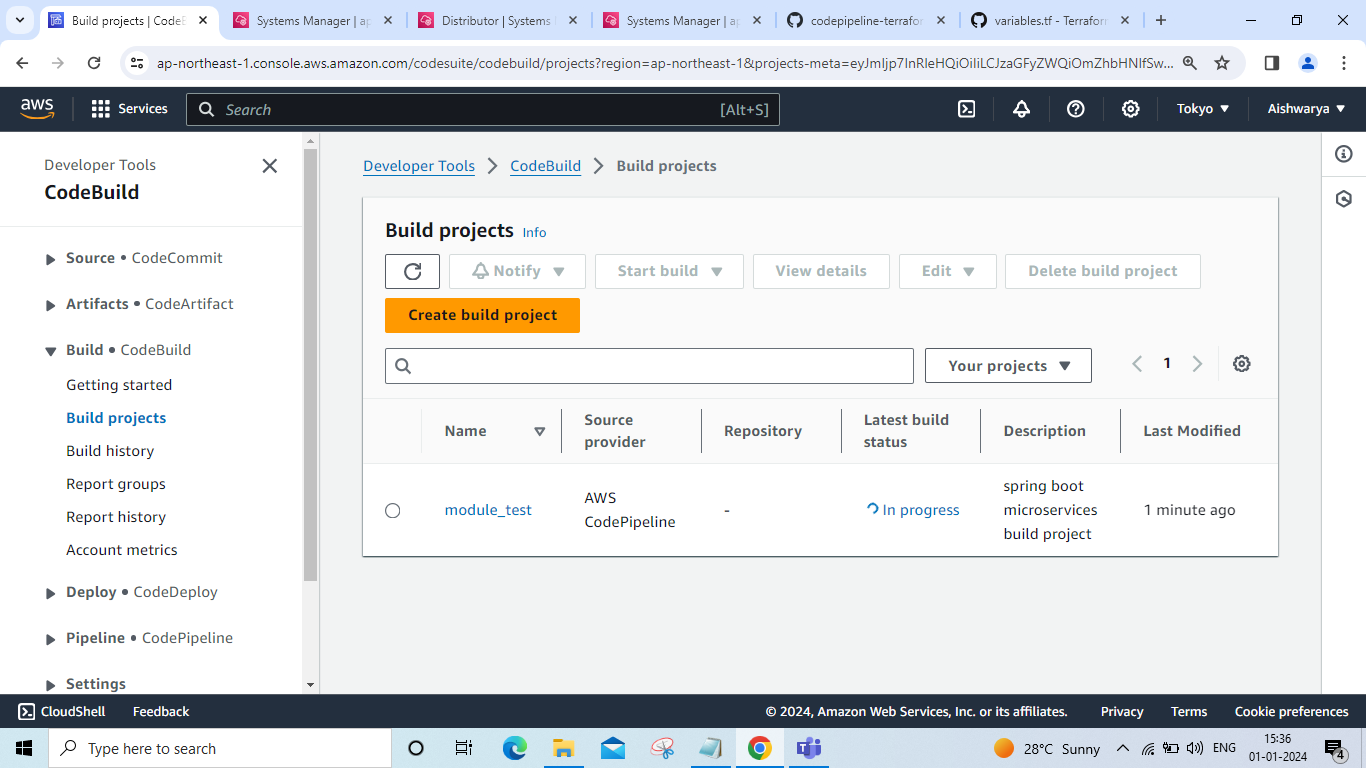 Build projects | CodeB
Systems Manager | ap
Distributor | Systems
Systems Manager | ap
codepipeline-terrafor
variables.tf - Terraform
ap-northeast-1.console.aws.amazon.com/codesuite/codebuild/projects?region=ap-northeast-1&projects-meta=eyJmIjp7InRleHQiOiIiLCJzaGFyZWQiOmZhbHNlfSw...
aws
Services
Search
[Alt+S]
Tokyo
Aishwarya
Developer Tools
CodeBuild
Source • CodeCommit
Artifacts • CodeArtifact
Build • CodeBuild
Getting started
Build projects
Build history
Report groups
Report history
Account metrics
Deploy • CodeDeploy
Pipeline • CodePipeline
Settings
Developer Tools
CodeBuild
Build projects
Build projects Info
Notify
Start build
View details
Edit
Delete build project
Create build project
Your projects
1
Name
Source
provider
Repository
Latest build
status
Description
Last Modified
module_test
AWS
CodePipeline
-
In progress
spring boot
microservices
build project
1 minute ago
CloudShell
Feedback
© 2024, Amazon Web Services, Inc. or its affiliates.
Privacy
Terms
Cookie preferences
Type here to search
28°C Sunny
ENG
15:36
01-01-2024
4